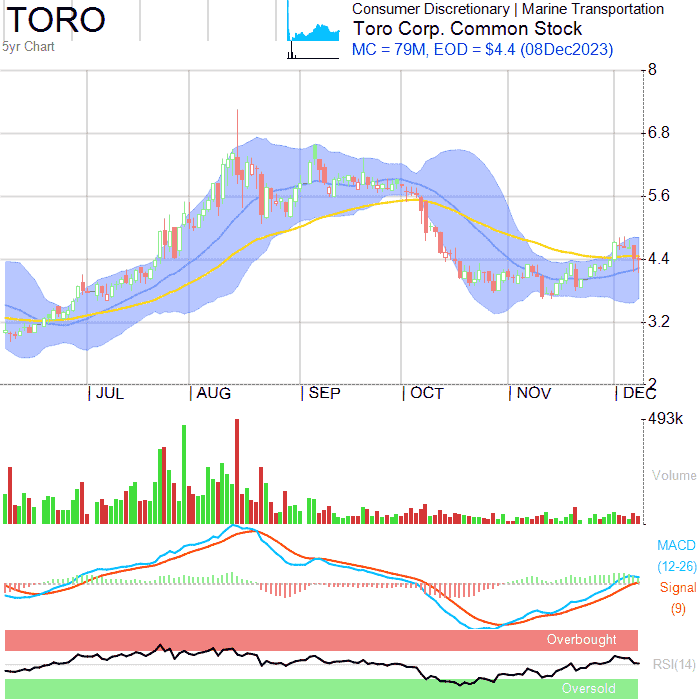 TORO
5yr Chart
Consumer Discretionary | Marine Transportation
Toro Corp. Common Stock
MC = 79M, EOD = $4.4 (08Dec2023)
8
6.8
5.6
4.4
3.2
2
JUL AUG SEP OCT NOV DEC
493k
Volume
MACD
(12-26)
Signal
(9)
Overbought
RSI(14)
Oversold